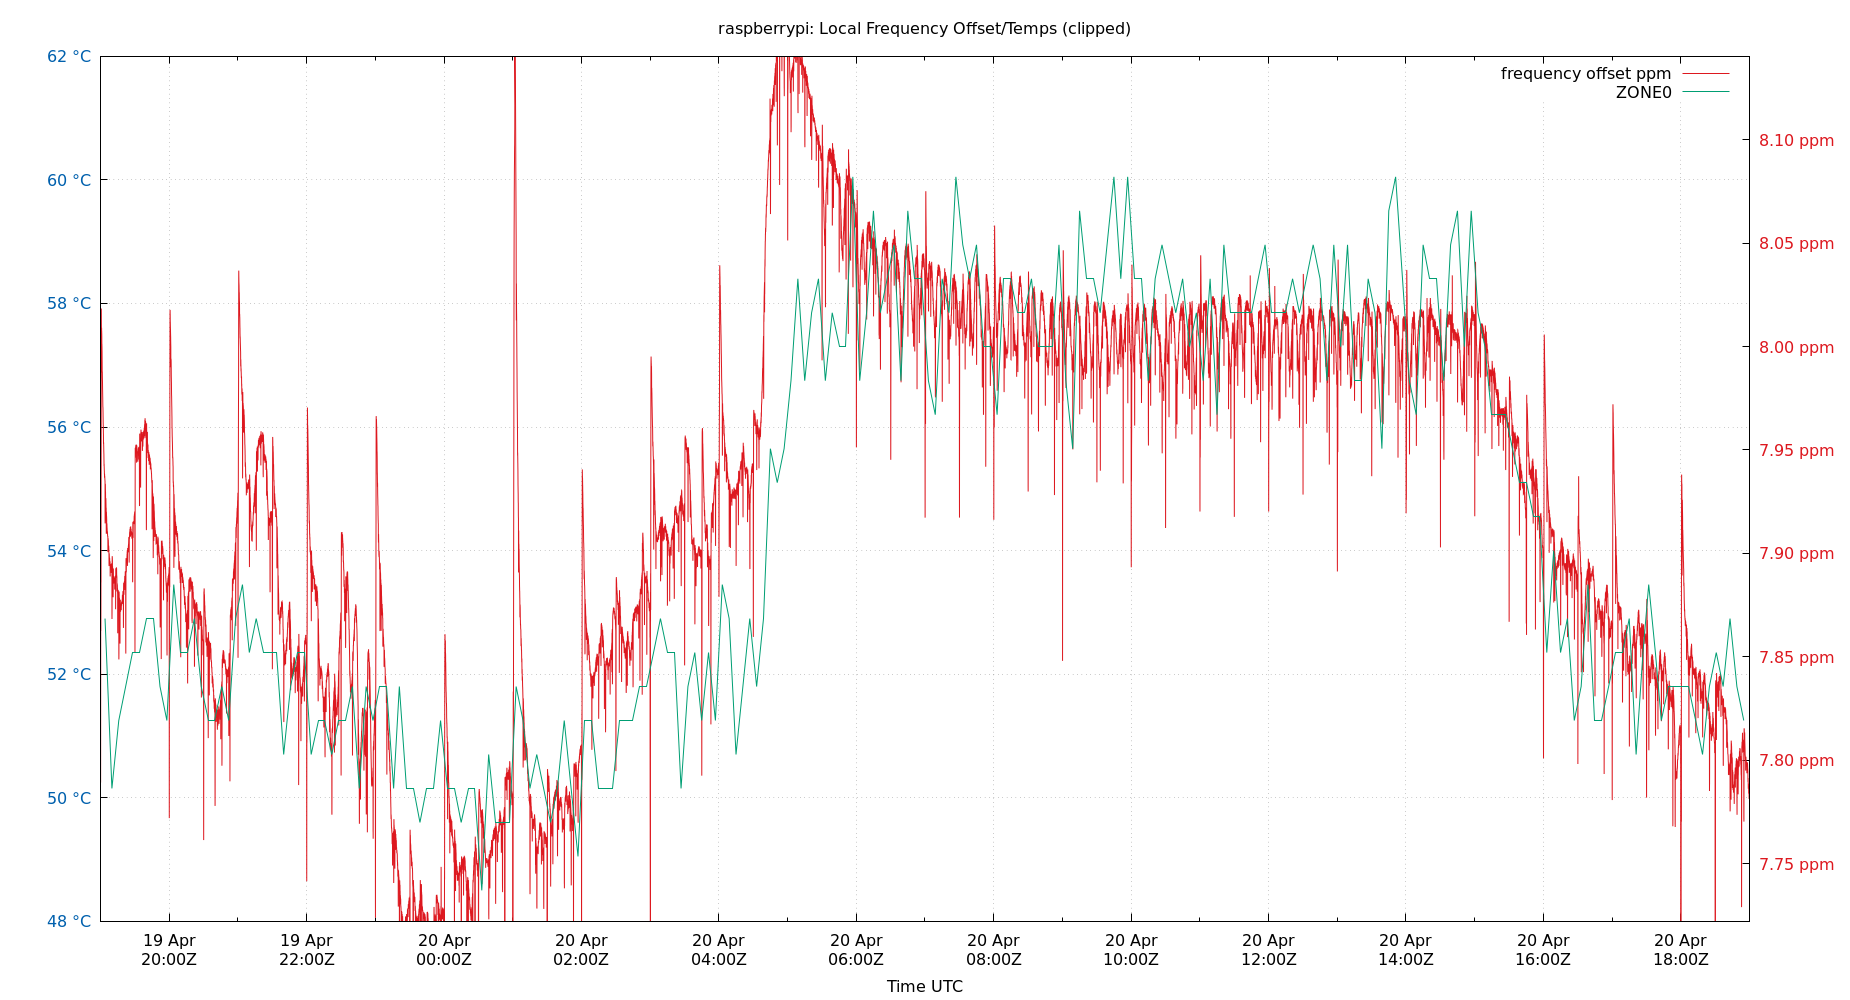 raspberrypi: Local Frequency Offset/Temps (clipped)
frequency offset ppm
ZONE0
62 °C
60 °C
58 °C
56 °C
54 °C
52 °C
50 °C
48 °C
8.10 ppm
8.05 ppm
8.00 ppm
7.95 ppm
7.90 ppm
7.85 ppm
7.80 ppm
7.75 ppm
19 Apr 19 Apr 20 Apr 20 Apr 20 Apr 20 Apr 20 Apr 20 Apr 20 Apr 20 Apr 20 Apr 20 Apr
20:00Z 22:00Z 00:00Z 02:00Z 04:00Z 06:00Z 08:00Z 10:00Z 12:00Z 14:00Z 16:00Z 18:00Z
Time UTC